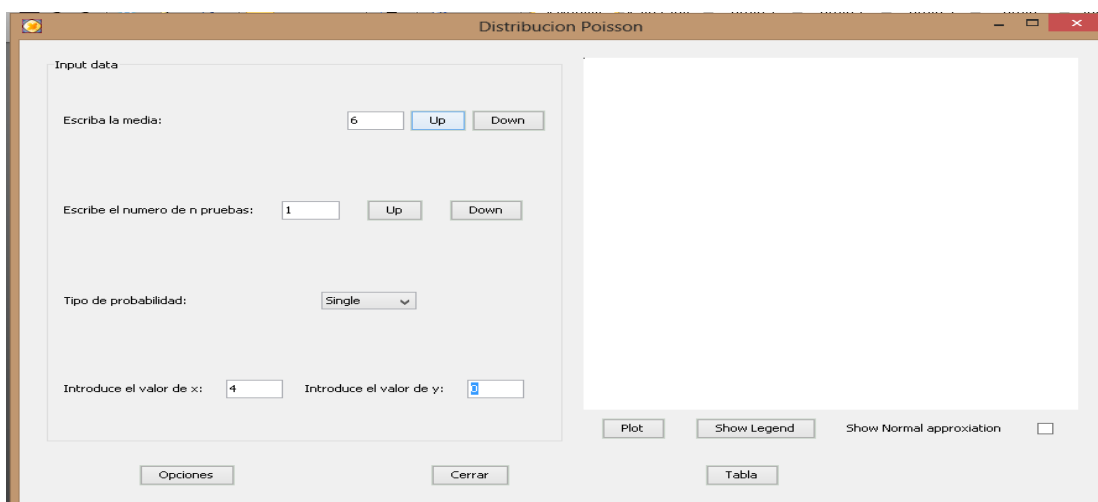 Distribucion Poisson
Input data
Escriba la media: 6 Up Down
Escribe el numero de n pruebas: 1 Up Down
Tipo de probabilidad: Single
Introduce el valor de x: 4 Introduce el valor de y: 0
Plot Show Legend Show Normal approxiation
Opciones Cerrar Tabla